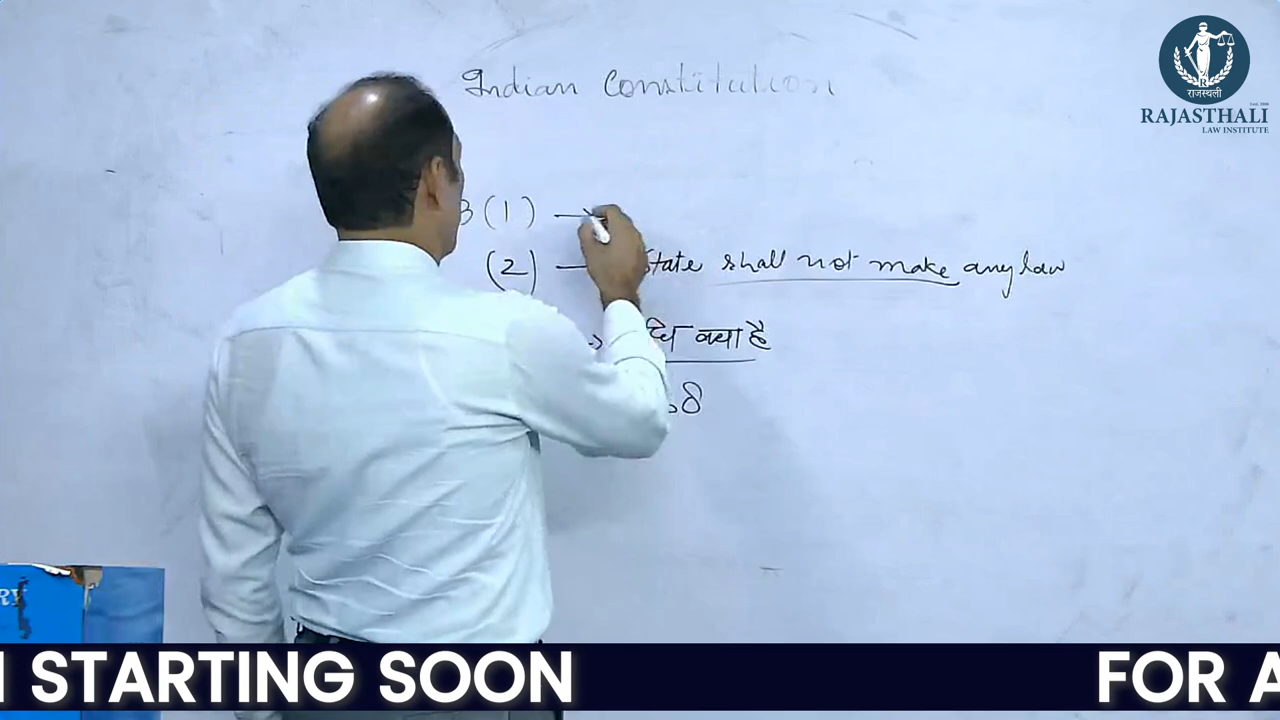 Indian Constitution
राजस्थली
RAJASTHALI
LAW INSTITUTE
3(1) —
(2) — State shall not make any law
क्या है
STARTING SOON
FOR A